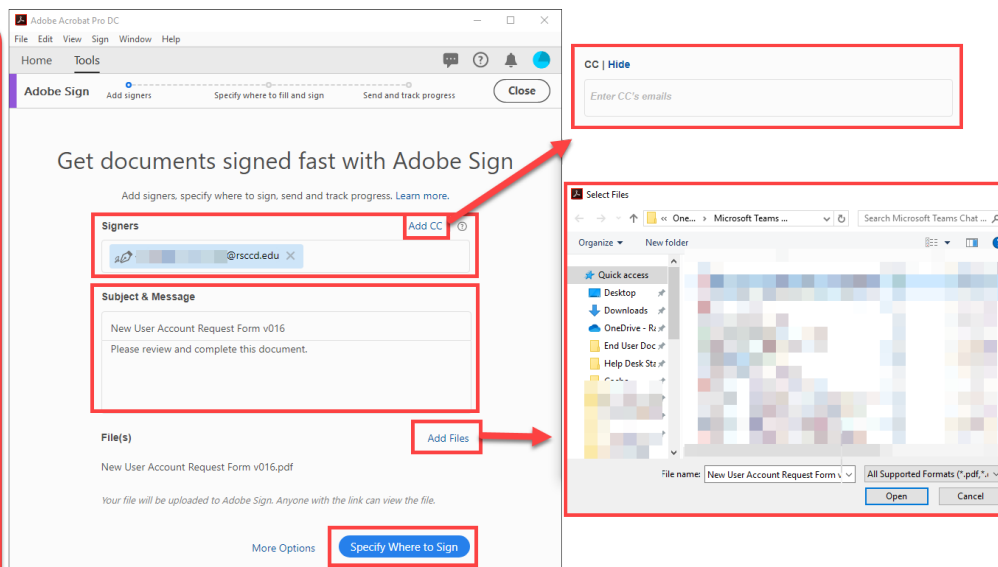 Adobe Acrobat Pro DC
File Edit View Sign Window Help
Home Tools
Adobe Sign Add signers Specify where to fill and sign Send and track progress Close
Get documents signed fast with Adobe Sign
Add signers, specify where to sign, send and track progress. Learn more.
Signers Add CC
@rsccd.edu
Subject & Message
New User Account Request Form v016
Please review and complete this document.
File(s) Add Files
New User Account Request Form v016.pdf
Your file will be uploaded to Adobe Sign. Anyone with the link can view the file.
More Options Specify Where to Sign
CC | Hide
Enter CC's emails
Select Files
« One... › Microsoft Teams ... Search Microsoft Teams Chat ...
Organize New folder
Quick access
Desktop
Downloads
OneDrive - Ra
End User Doc
Help Desk Sta
File name: New User Account Request Form v All Supported Formats (*.pdf,*.
Open Cancel